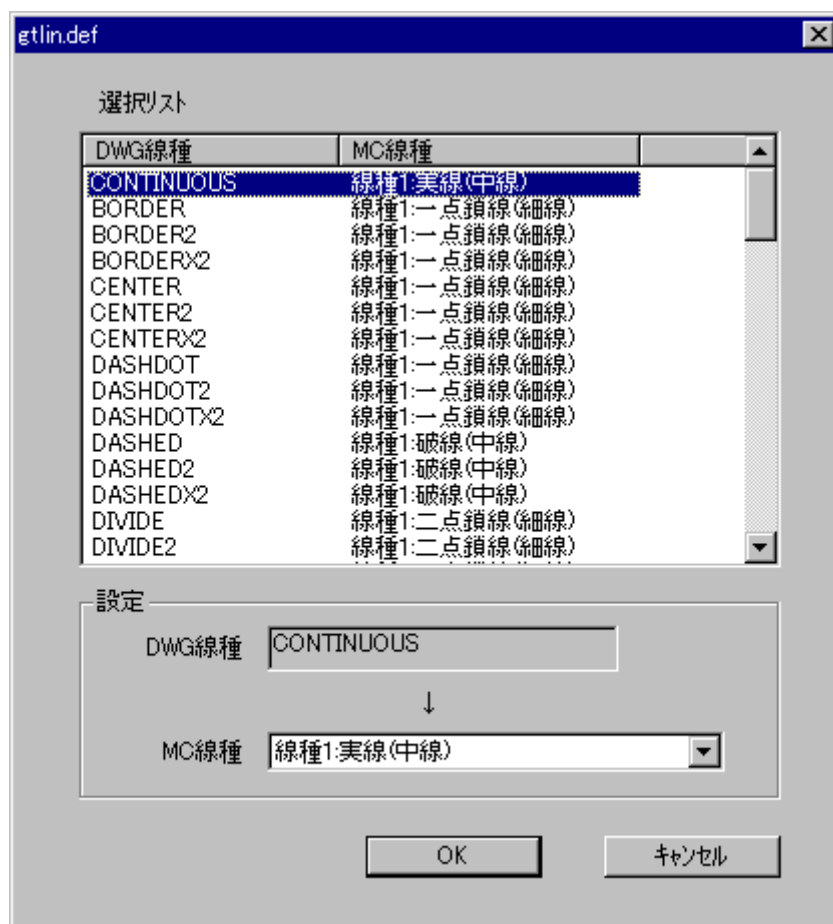 gtlin.def
選択リスト
DWG線種 MC線種
CONTINUOUS 線種1:実線(中線)
BORDER 線種1:一点鎖線(細線)
BORDER2 線種1:一点鎖線(細線)
BORDERX2 線種1:一点鎖線(細線)
CENTER 線種1:一点鎖線(細線)
CENTER2 線種1:一点鎖線(細線)
CENTERX2 線種1:一点鎖線(細線)
DASHDOT 線種1:一点鎖線(細線)
DASHDOT2 線種1:一点鎖線(細線)
DASHDOTX2 線種1:一点鎖線(細線)
DASHED 線種1:破線(中線)
DASHED2 線種1:破線(中線)
DASHEDX2 線種1:破線(中線)
DIVIDE 線種1:二点鎖線(細線)
DIVIDE2 線種1:二点鎖線(細線)
設定
DWG線種 CONTINUOUS
↓
MC線種 線種1:実線(中線)
OK キャンセル